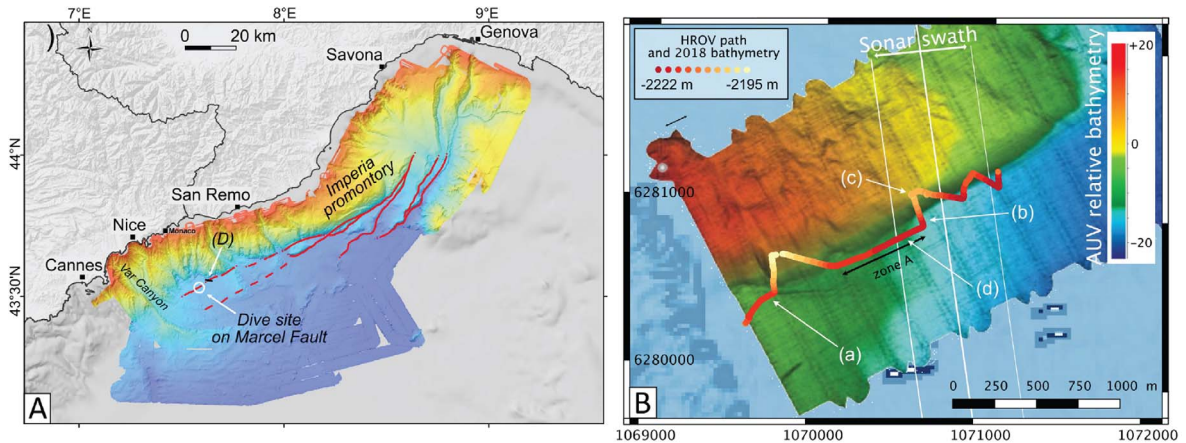 7°E
8°E
9°E
)
0
20 km
Genova
Savona
44°N
Imperia
promontory
San Remo
Nice
Monaco
(D)
Cannes
Var Canyon
43°30'N
Dive site
on Marcel Fault
A
HROV path
and 2018 bathymetry
-2222 m
-2195 m
Sonar swath
+20
0
-20
AUV relative bathymetry
(c)
6281000
(b)
zone A
(d)
6280000
(a)
0
250
500
750
1000
m
B
1069000
1070000
1071000
1072000